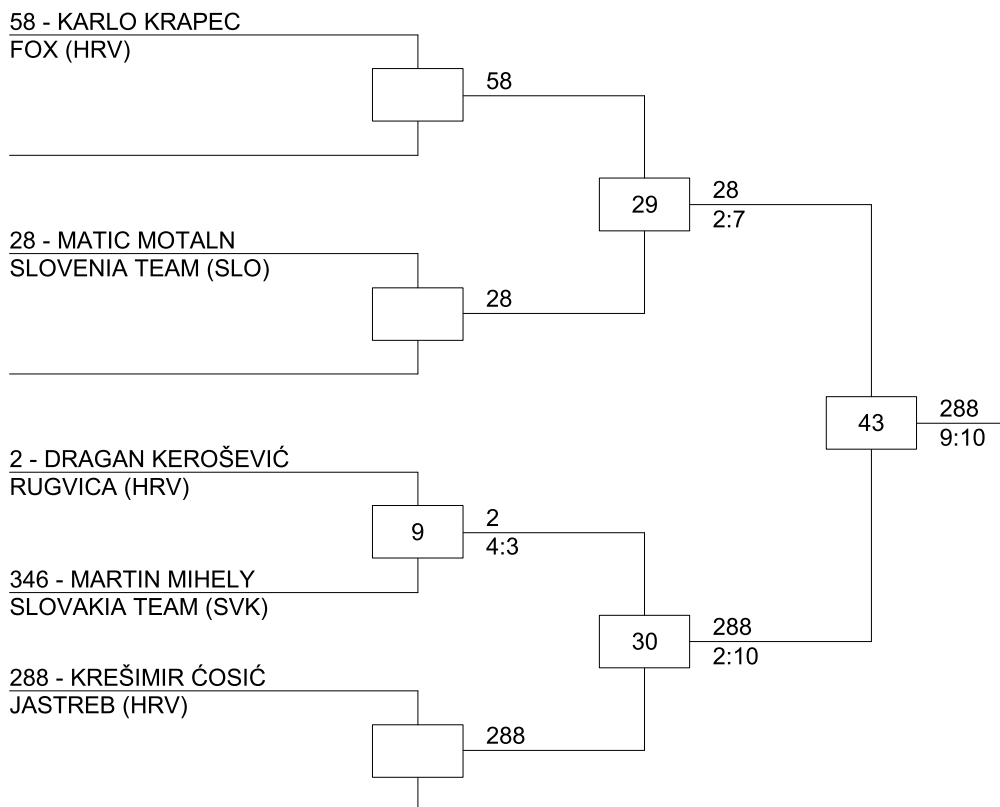 58 - KARLO KRAPEC
FOX (HRV)
58
29
28
2:7
28 - MATIC MOTALN
SLOVENIA TEAM (SLO)
28
43
288
9:10
2 - DRAGAN KEROŠEVIĆ
RUGVICA (HRV)
9
2
4:3
346 - MARTIN MIHELY
SLOVAKIA TEAM (SVK)
30
288
2:10
288 - KREŠIMIR ĆOSIĆ
JASTREB (HRV)
288